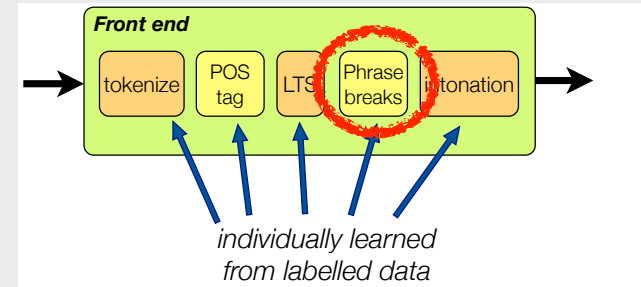 Front end
tokenize
POS
tag
LTS
Phrase
breaks
intonation
individually learned
from labelled data